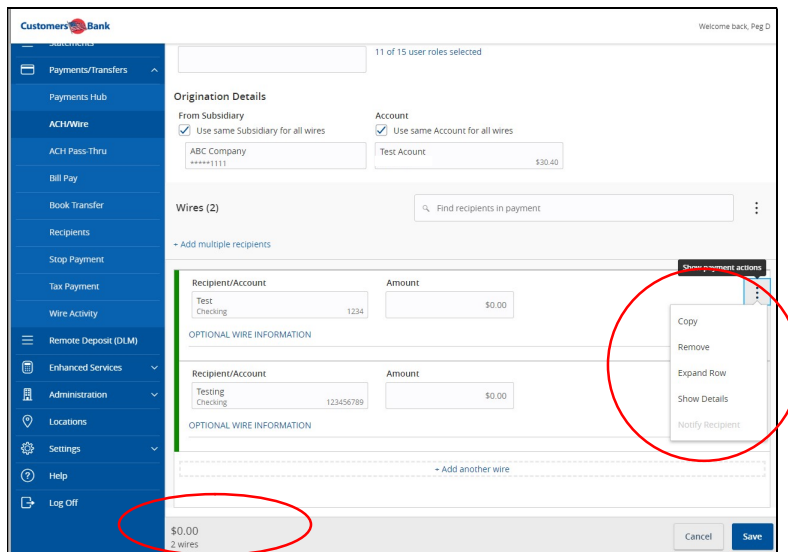 Customers Bank
Welcome back, Peg D
Statements
Payments/Transfers
Payments Hub
ACH/Wire
ACH Pass-Thru
Bill Pay
Book Transfer
Recipients
Stop Payment
Tax Payment
Wire Activity
Remote Deposit (DLM)
Enhanced Services
Administration
Locations
Settings
Help
Log Off
11 of 15 user roles selected
Origination Details
From Subsidiary
Account
Use same Subsidiary for all wires
Use same Account for all wires
ABC Company
*****1111
Test Acount
$30.40
Wires (2)
Find recipients in payment
+ Add multiple recipients
Show payment actions
Recipient/Account
Amount
Test
Checking 1234
$0.00
OPTIONAL WIRE INFORMATION
Copy
Remove
Expand Row
Show Details
Notify Recipient
Recipient/Account
Amount
Testing
Checking 123456789
$0.00
OPTIONAL WIRE INFORMATION
+ Add another wire
$0.00
2 wires
Cancel
Save